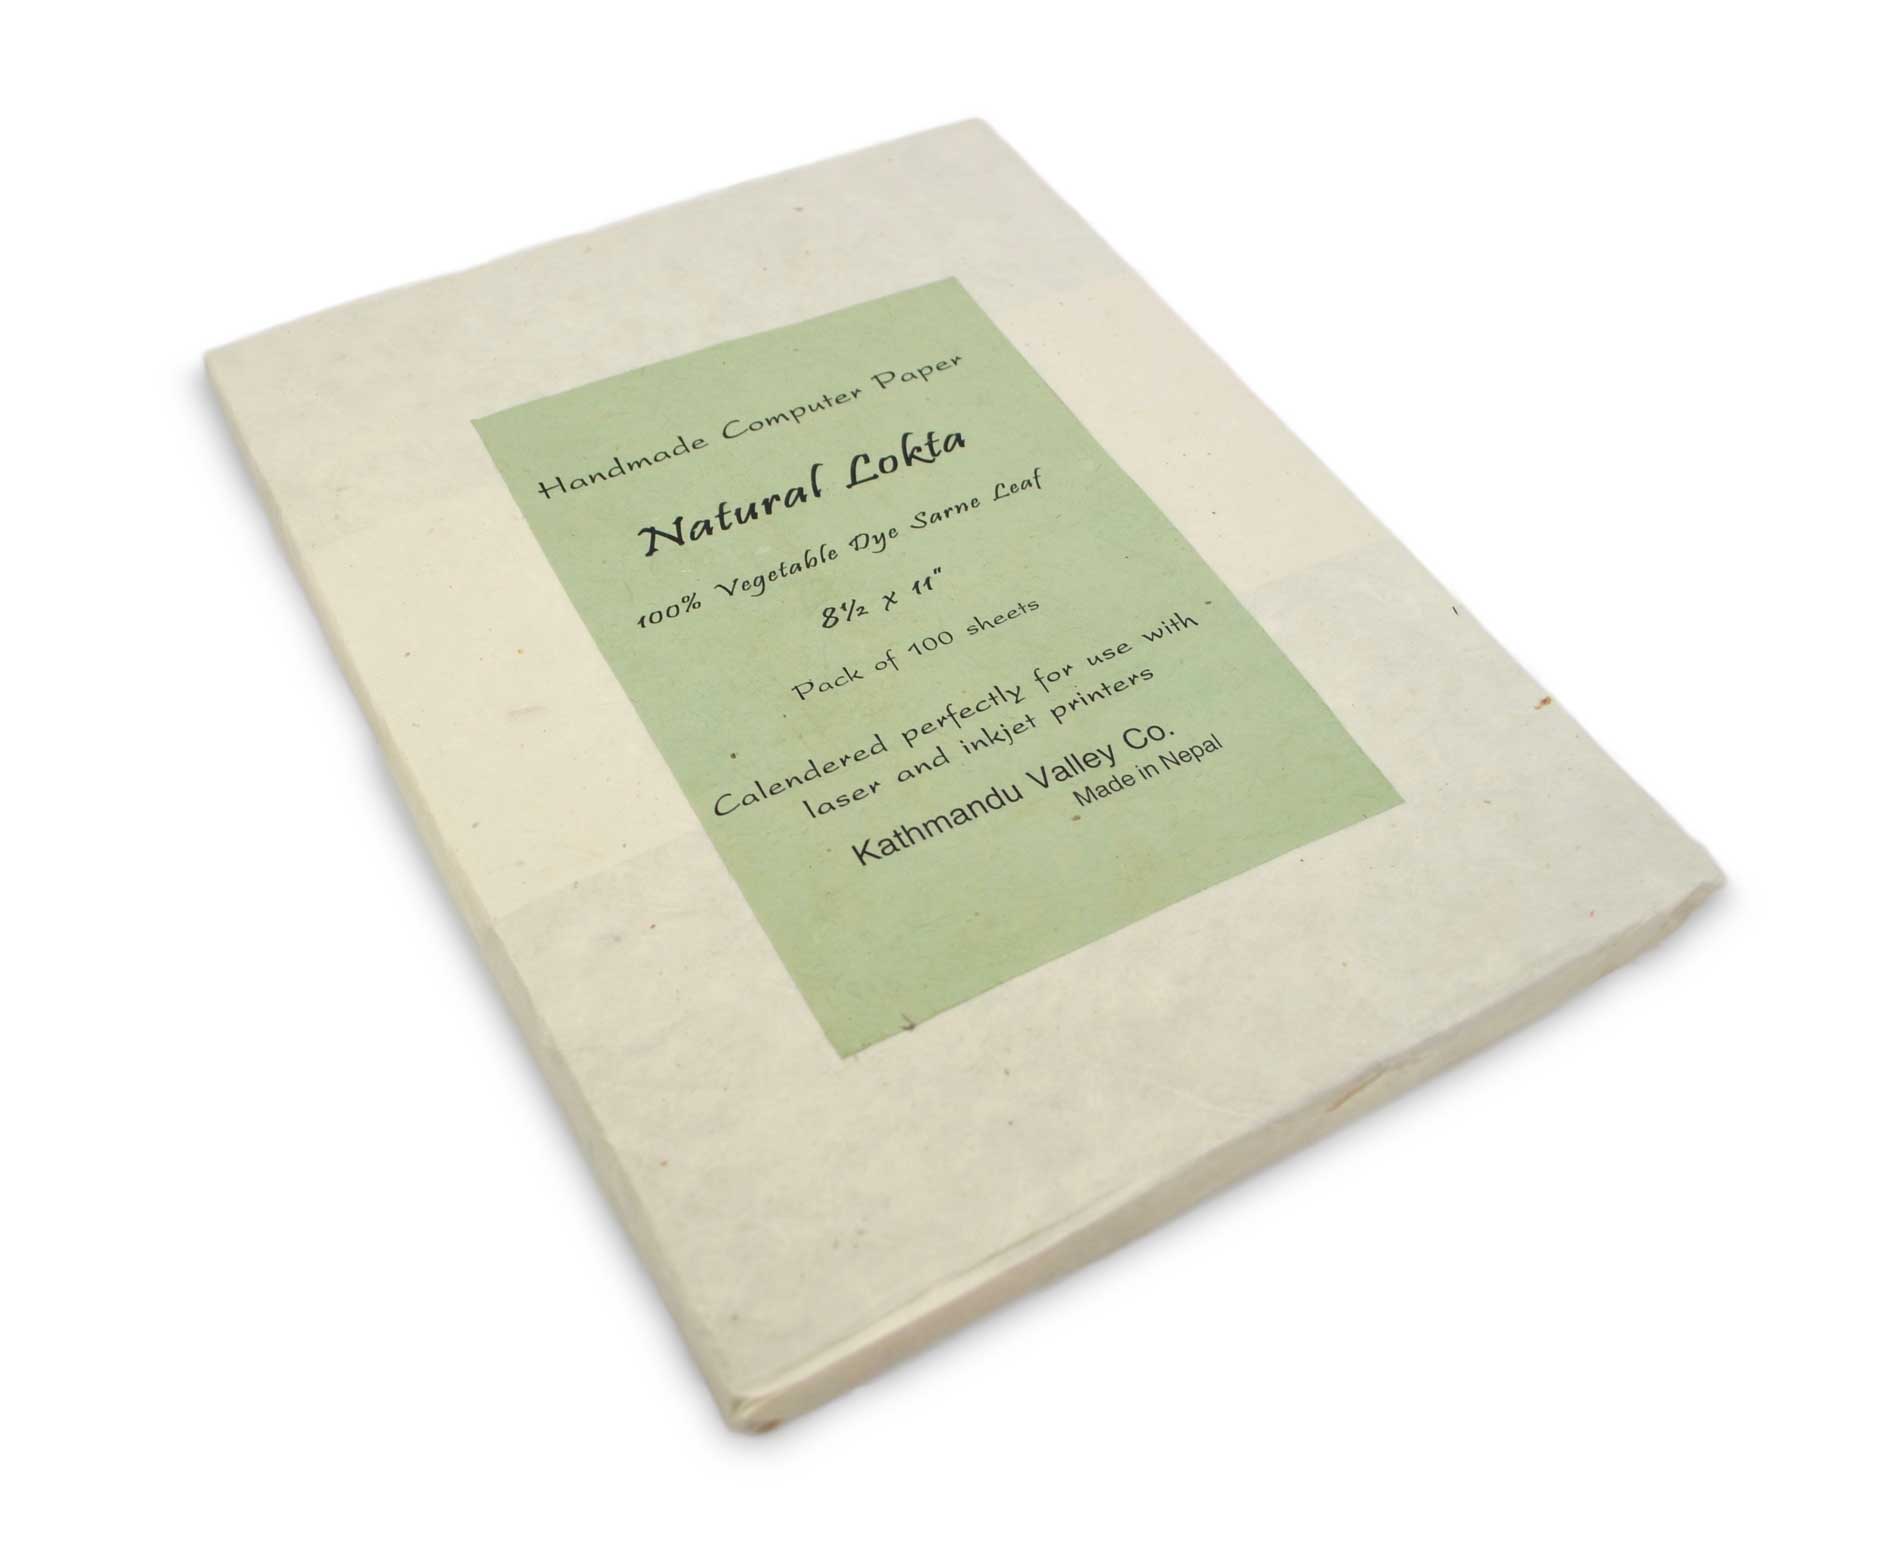 Handmade Computer Paper
Natural Lokta
100% Vegetable Dye Sarne Leaf
8½ x 11"
Pack of 100 sheets
Calendered perfectly for use with
laser and inkjet printers
Kathmandu Valley Co.
Made in Nepal